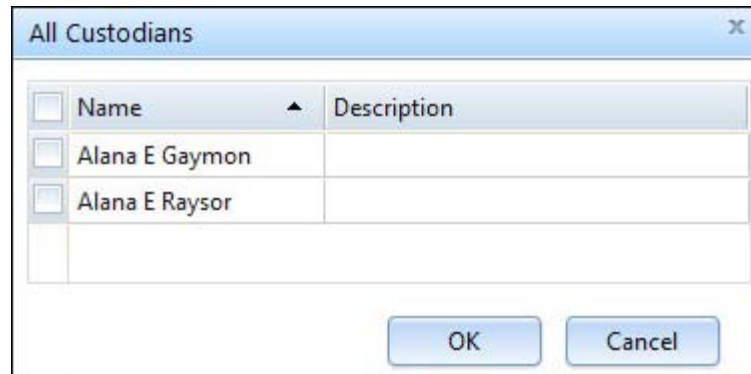 All Custodians
Name Description
Alana E Gaymon
Alana E Raysor
OK Cancel